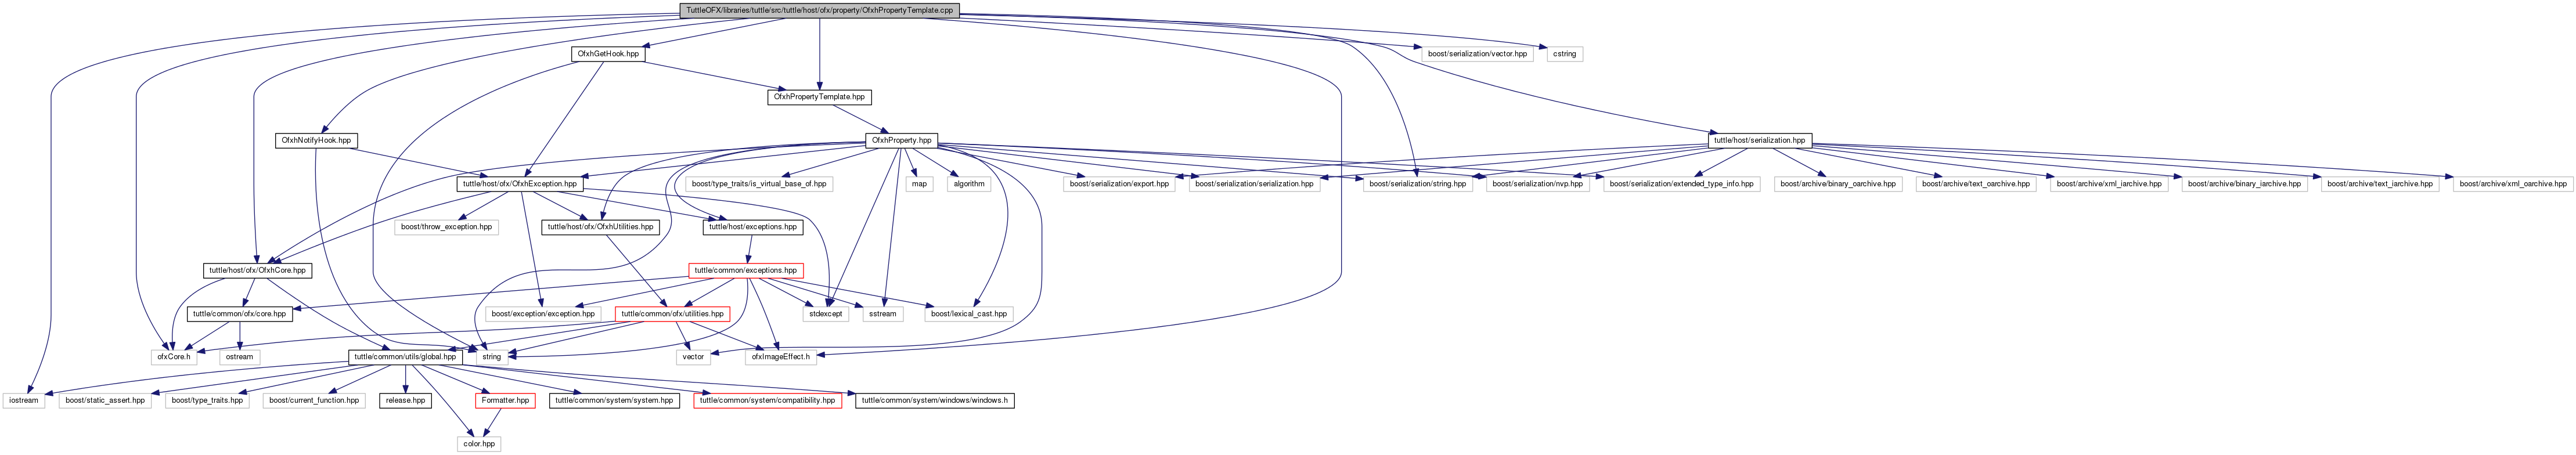 TuttleOFX/libraries/tuttle/src/tuttle/host/ofx/property/OfxhPropertyTemplate.cpp
OfxhGetHook.hpp
boost/serialization/vector.hpp
cstring
OfxhPropertyTemplate.hpp
OfxhNotifyHook.hpp
OfxhProperty.hpp
tuttle/host/serialization.hpp
tuttle/host/ofx/OfxhException.hpp
boost/type_traits/is_virtual_base_of.hpp
map
algorithm
boost/serialization/export.hpp
boost/serialization/serialization.hpp
boost/serialization/string.hpp
boost/serialization/nvp.hpp
boost/serialization/extended_type_info.hpp
boost/archive/binary_oarchive.hpp
boost/archive/text_oarchive.hpp
boost/archive/xml_iarchive.hpp
boost/archive/binary_iarchive.hpp
boost/archive/text_iarchive.hpp
boost/archive/xml_oarchive.hpp
boost/throw_exception.hpp
tuttle/host/ofx/OfxhUtilities.hpp
tuttle/host/exceptions.hpp
tuttle/host/ofx/OfxhCore.hpp
tuttle/common/exceptions.hpp
tuttle/common/ofx/core.hpp
boost/exception/exception.hpp
tuttle/common/ofx/utilities.hpp
stdexcept
sstream
boost/lexical_cast.hpp
ofxCore.h
ostream
tuttle/common/utils/global.hpp
string
vector
ofxImageEffect.h
iostream
boost/static_assert.hpp
boost/type_traits.hpp
boost/current_function.hpp
release.hpp
Formatter.hpp
tuttle/common/system/system.hpp
tuttle/common/system/compatibility.hpp
tuttle/common/system/windows/windows.h
color.hpp